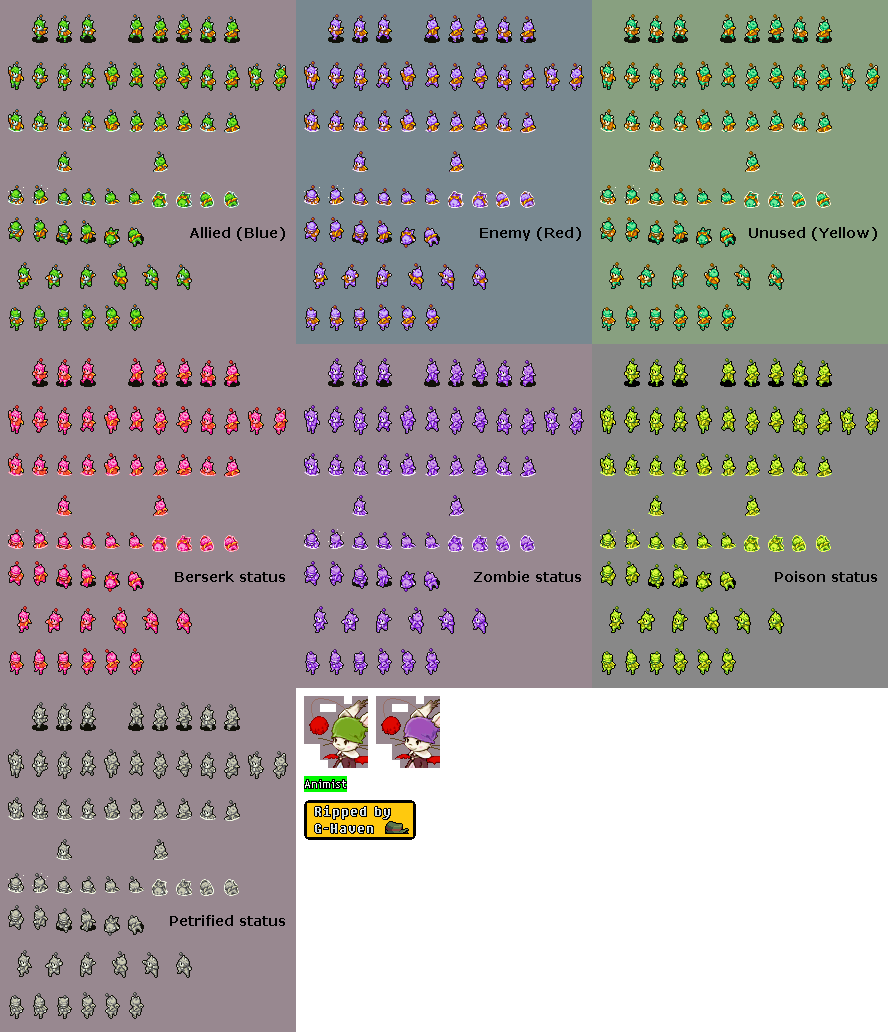 Allied (Blue)
Enemy (Red)
Unused (Yellow)
Berserk status
Zombie status
Poison status
Petrified status
Animist
Ripped by
G-Haven